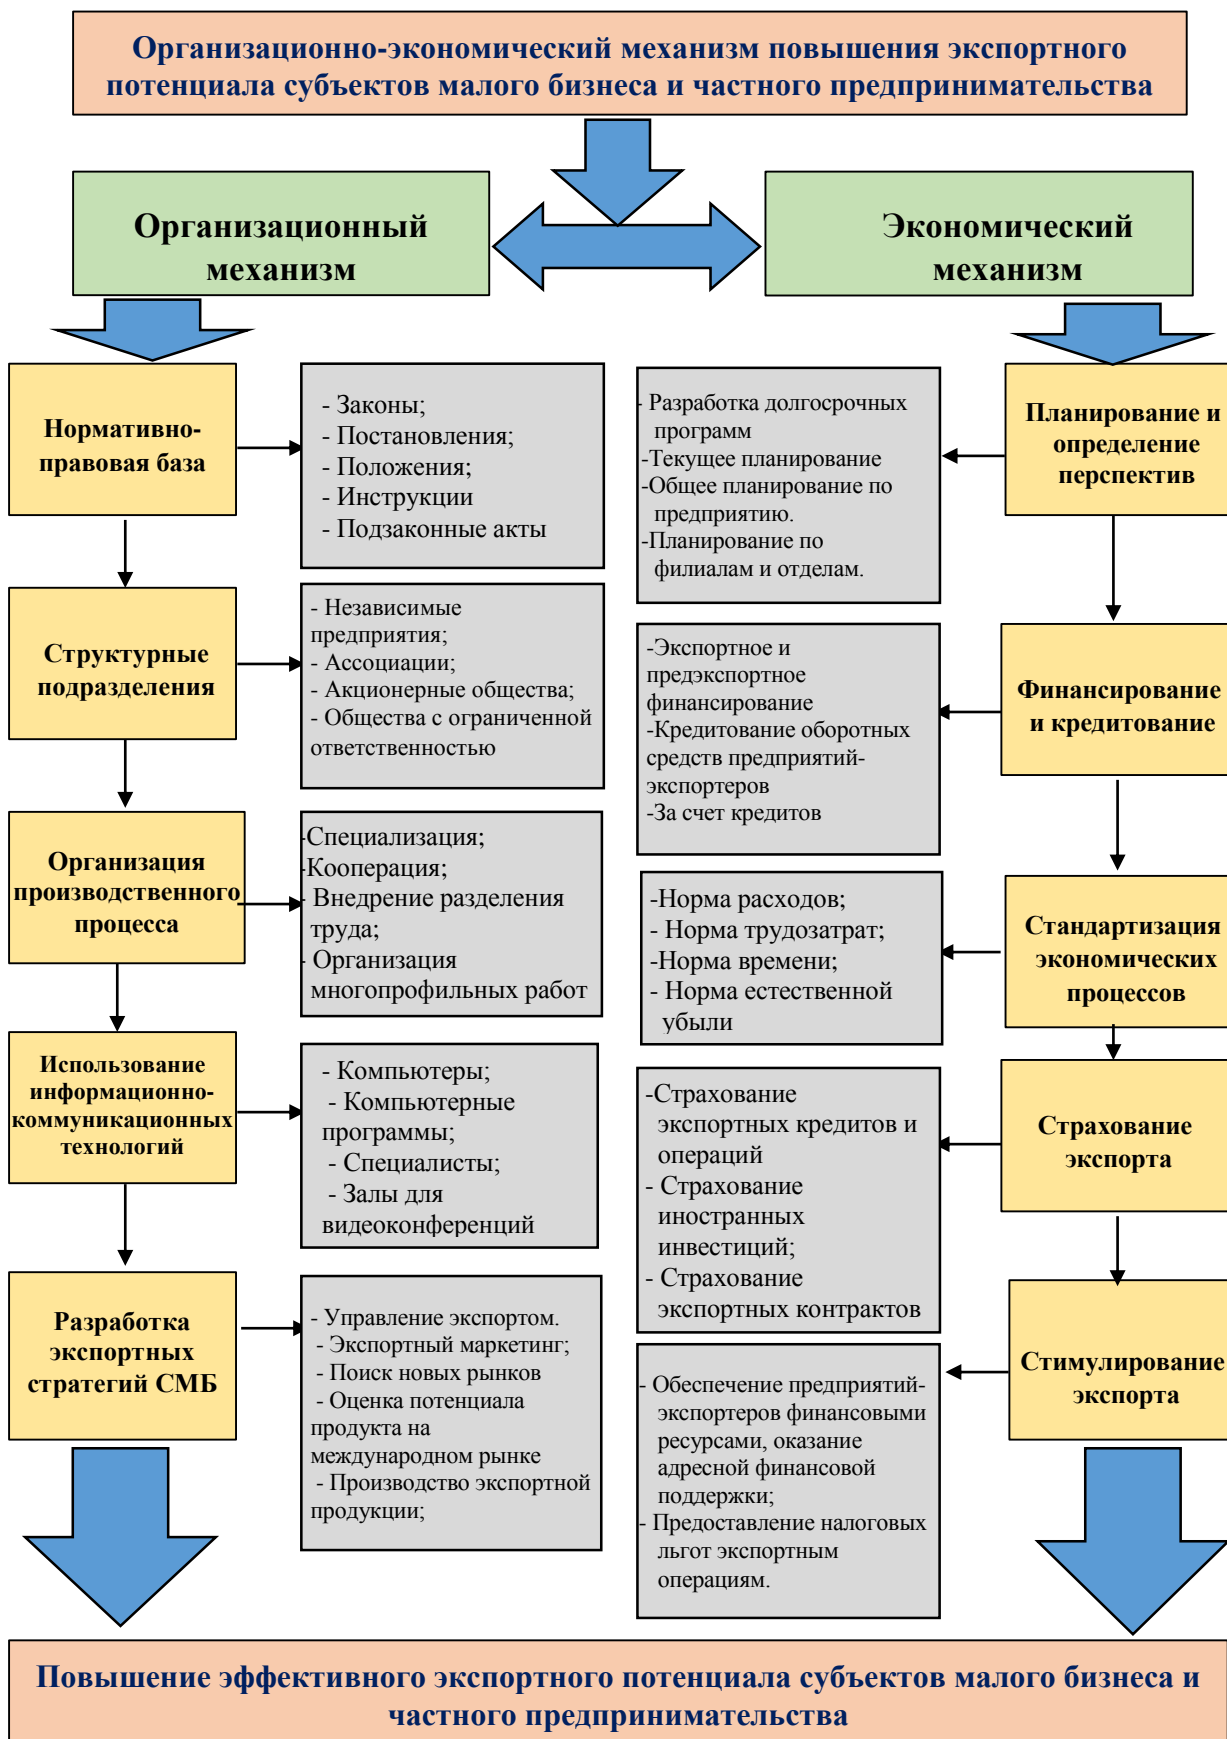 Организационно-экономический механизм повышения экспортного
потенциала субъектов малого бизнеса и частного предпринимательства
Организационный
механизм
Экономический
механизм
Нормативно-
правовая база
- Законы;
- Постановления;
- Положения;
- Инструкции
- Подзаконные акты
- Разработка долгосрочных
программ
-Текущее планирование
-Общее планирование по
предприятию.
-Планирование по
филиалам и отделам.
Планирование и
определение
перспектив
Структурные
подразделения
- Независимые
предприятия;
- Ассоциации;
- Акционерные общества;
- Общества с ограниченной
ответственностью
-Экспортное и
предэкспортное
финансирование
-Кредитование оборотных
средств предприятий-
экспортеров
-За счет кредитов
Финансирование
и кредитование
Организация
производственного
процесса
-Специализация;
-Кооперация;
- Внедрение разделения
труда;
- Организация
многопрофильных работ
-Норма расходов;
- Норма трудозатрат;
-Норма времени;
- Норма естественной
убыли
Стандартизация
экономических
процессов
Использование
информационно-
коммуникационных
технологий
- Компьютеры;
- Компьютерные
программы;
- Специалисты;
- Залы для
видеоконференций
-Страхование
экспортных кредитов и
операций
- Страхование
иностранных
инвестиций;
- Страхование
экспортных контрактов
Страхование
экспорта
Разработка
экспортных
стратегий СМБ
- Управление экспортом.
- Экспортный маркетинг;
- Поиск новых рынков
- Оценка потенциала
продукта на
международном рынке
- Производство экспортной
продукции;
- Обеспечение предприятий-
экспортеров финансовыми
ресурсами, оказание
адресной финансовой
поддержки;
- Предоставление налоговых
льгот экспортным
операциям.
Стимулирование
экспорта
Повышение эффективного экспортного потенциала субъектов малого бизнеса и
частного предпринимательства